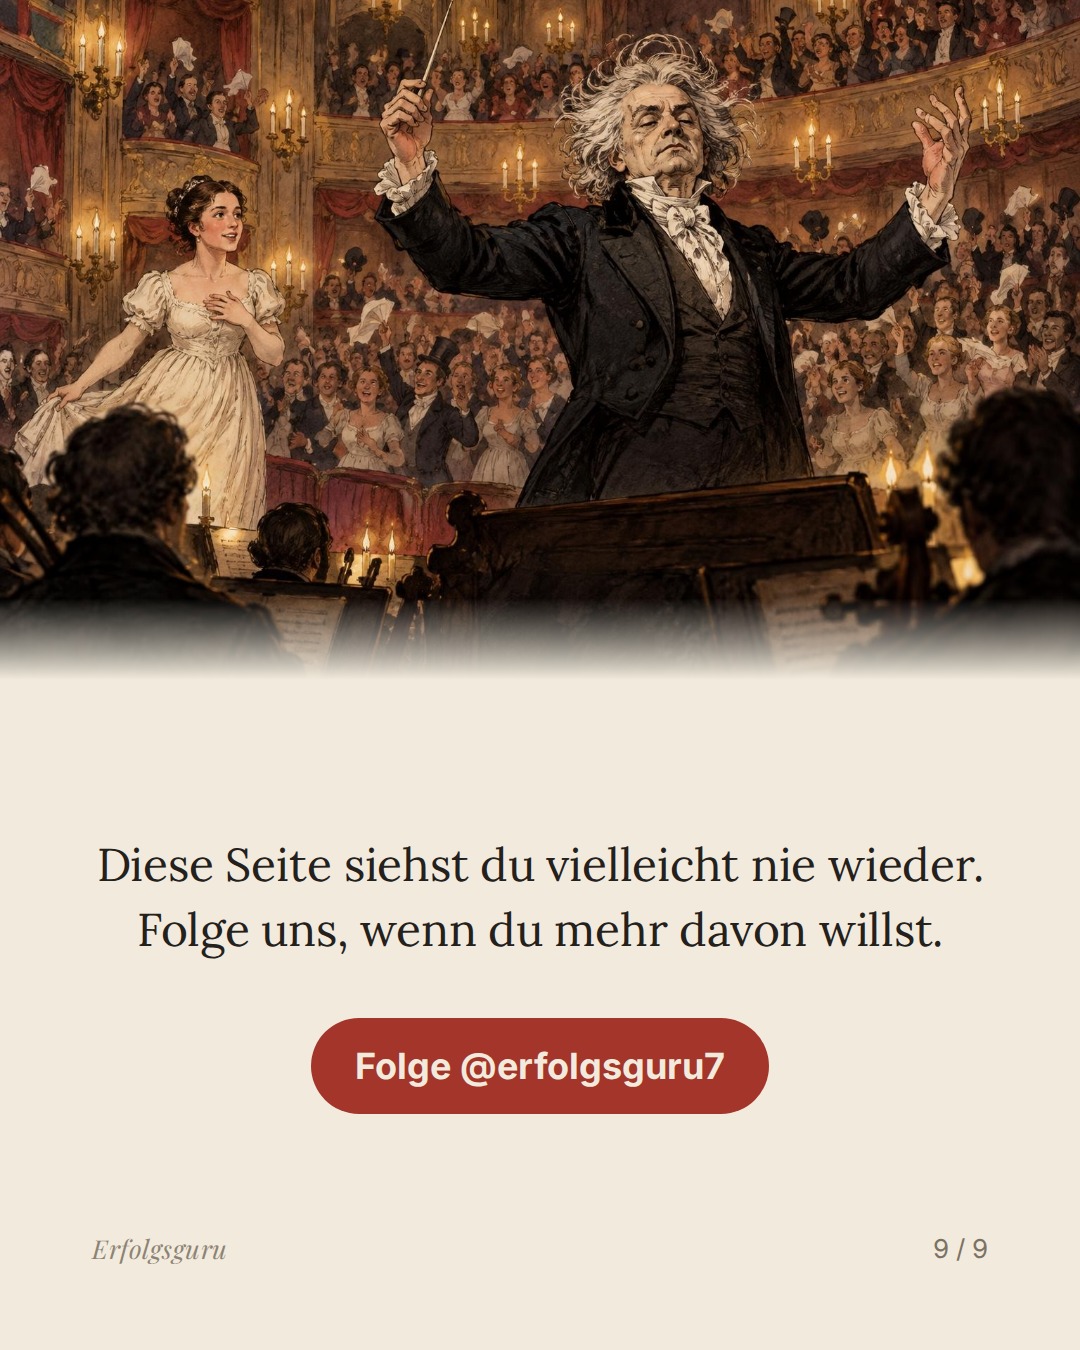 Diese Seite siehst du vielleicht nie wieder.
Folge uns, wenn du mehr davon willst.
Folge @erfolgsguru7
Erfolgsguru
9 / 9